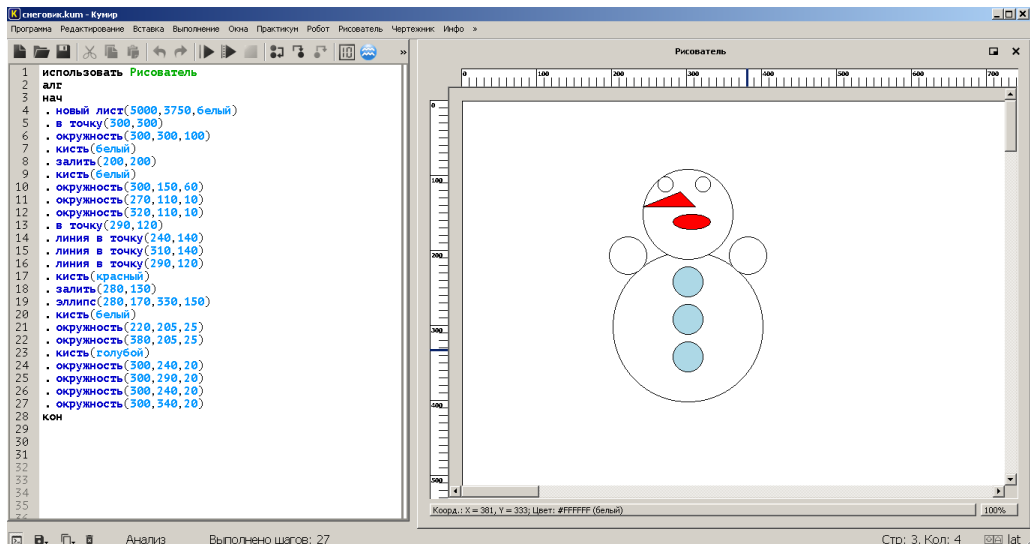 снеговик.kum - Кумир
Программа Редактирование Вставка Выполнение Окна Практикум Робот Рисователь Чертежник Инфо »
»
1 использовать Рисователь
2 алг
3 нач
4 . новый лист(5000,3750,белый)
5 . в точку(300,300)
6 . окружность(300,300,100)
7 . кисть(белый)
8 . залить(200,200)
9 . кисть(белый)
10 . окружность(300,150,60)
11 . окружность(270,110,10)
12 . окружность(320,110,10)
13 . в точку(290,120)
14 . линия в точку(240,140)
15 . линия в точку(310,140)
16 . линия в точку(290,120)
17 . кисть(красный)
18 . залить(280,130)
19 . эллипс(280,170,330,150)
20 . кисть(белый)
21 . окружность(220,205,25)
22 . окружность(380,205,25)
23 . кисть(голубой)
24 . окружность(300,240,20)
25 . окружность(300,290,20)
26 . окружность(300,240,20)
27 . окружность(300,340,20)
28 кон
29
30
31
32
33
34
35
Рисователь
0 100 200 300 400 500 600 700
0
100
200
300
400
500
Коорд.: X = 381, Y = 333; Цвет: #FFFFFF (белый) 100%
Анализ Выполнено шагов: 27 Стр: 3, Кол: 4 lat